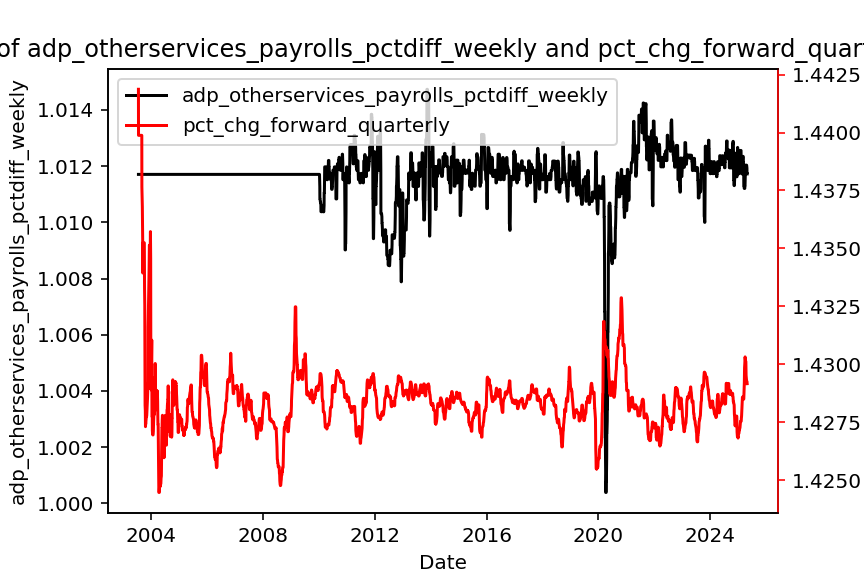 of adp_otherservices_payrolls_pctdiff_weekly and pct_chg_forward_quar
adp_otherservices_payrolls_pctdiff_weekly
pct_chg_forward_quarterly
adp_otherservices_payrolls_pctdiff_weekly
1.014
1.012
1.010
1.008
1.006
1.004
1.002
1.000
1.4425
1.4400
1.4375
1.4350
1.4325
1.4300
1.4275
1.4250
2004 2008 2012 2016 2020 2024
Date